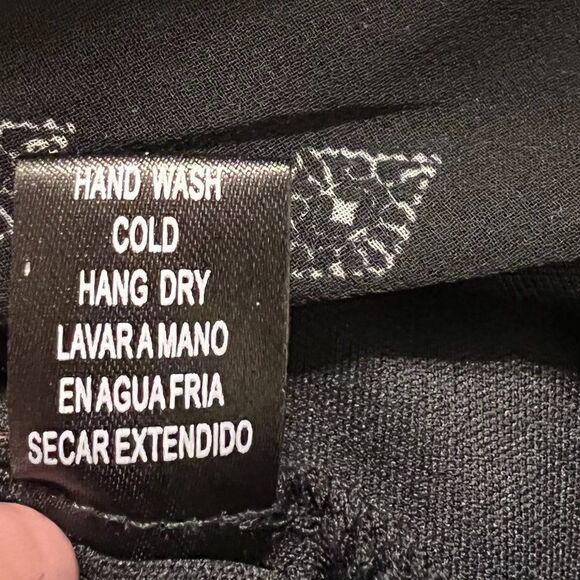 HAND WASH
COLD
HANG DRY
LAVAR A MANO
EN AGUA FRIA
SECAR EXTENDIDO